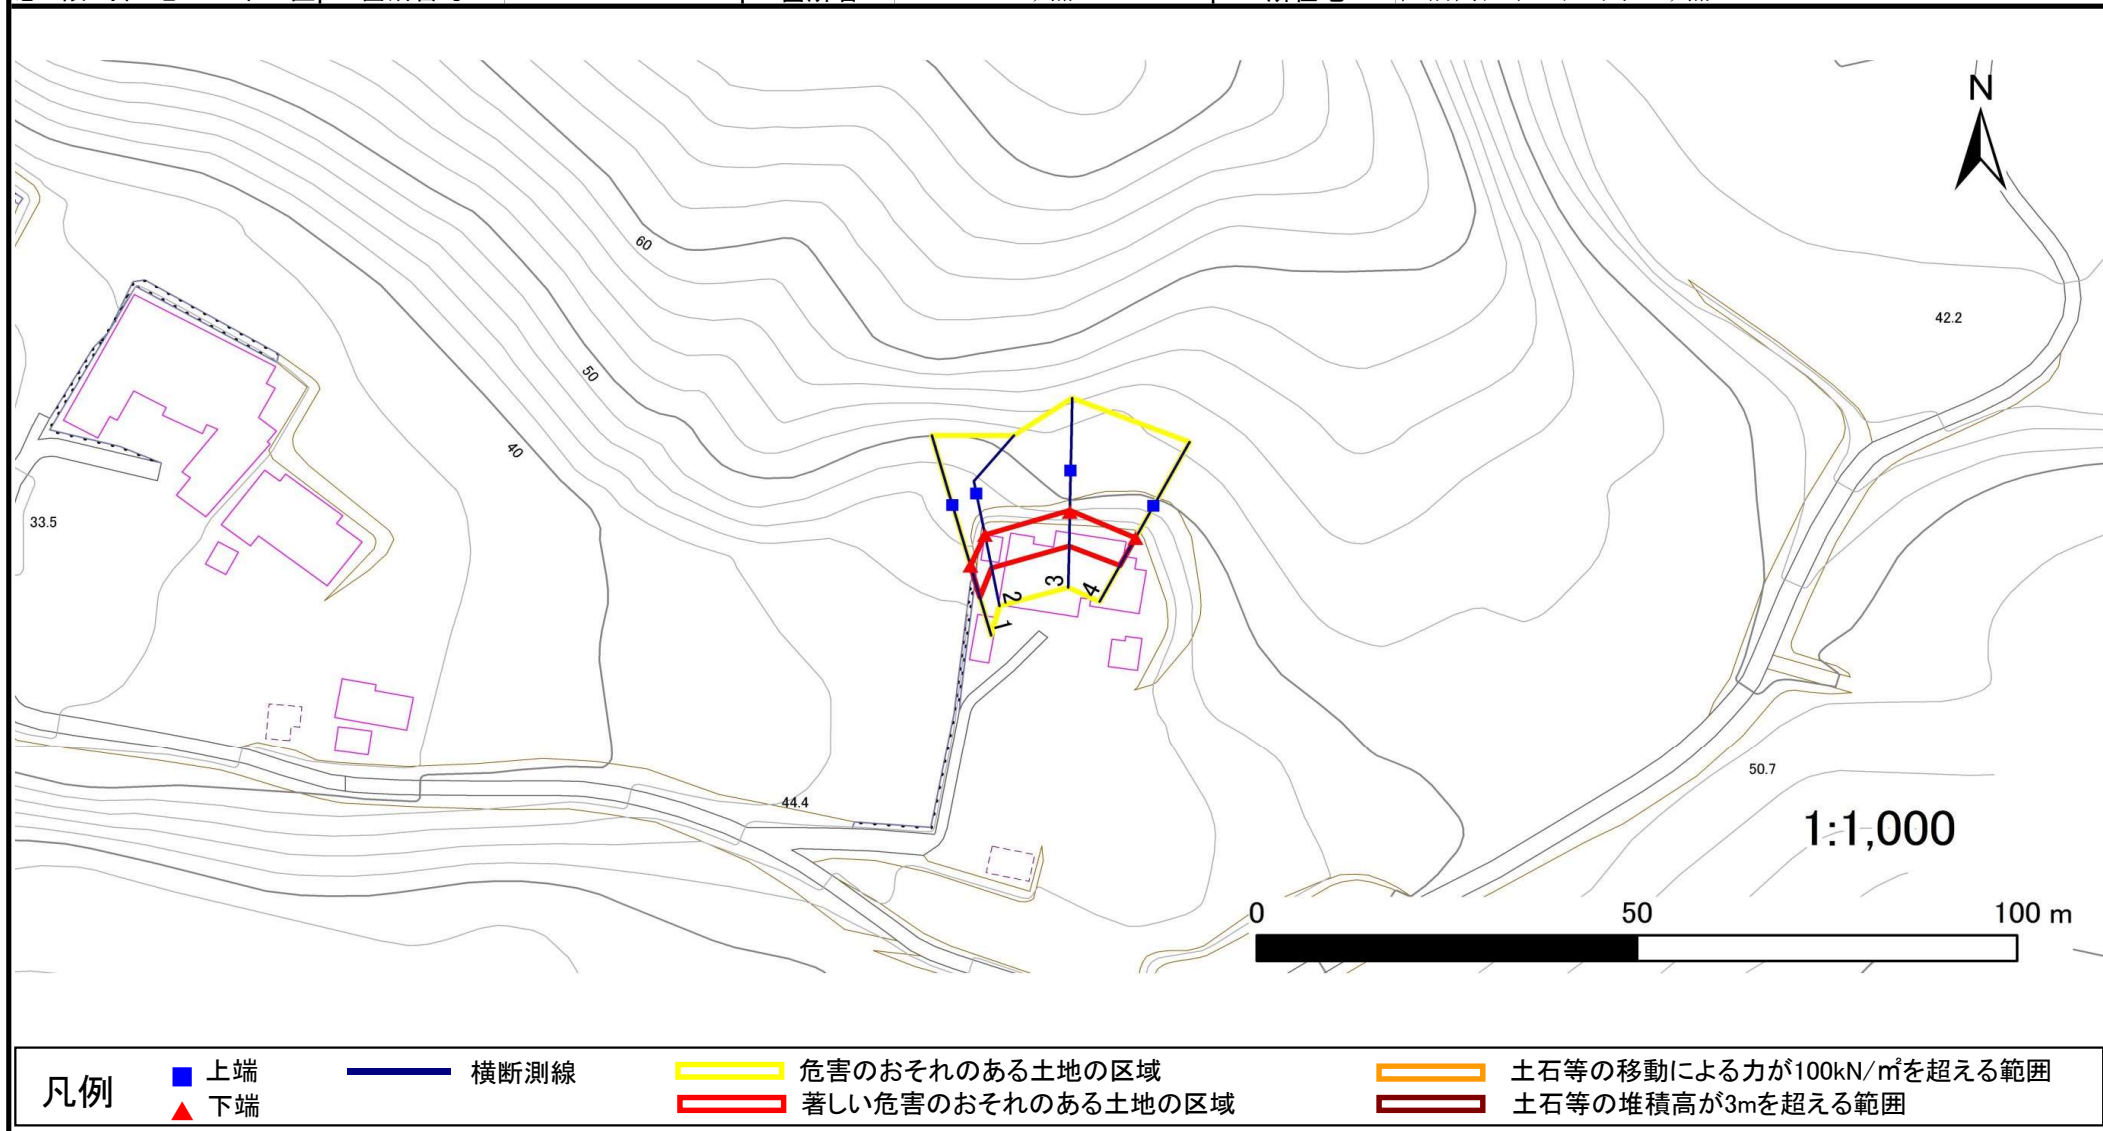 N
60
42.2
50
40
33.5
3
4
2
1
50.7
44.4
1:1,000
0 50 100 m
凡例
上端
下端
横断測線
危害のおそれのある土地の区域
著しい危害のおそれのある土地の区域
土石等の移動による力が100kN/㎡を超える範囲
土石等の堆積高が3mを超える範囲